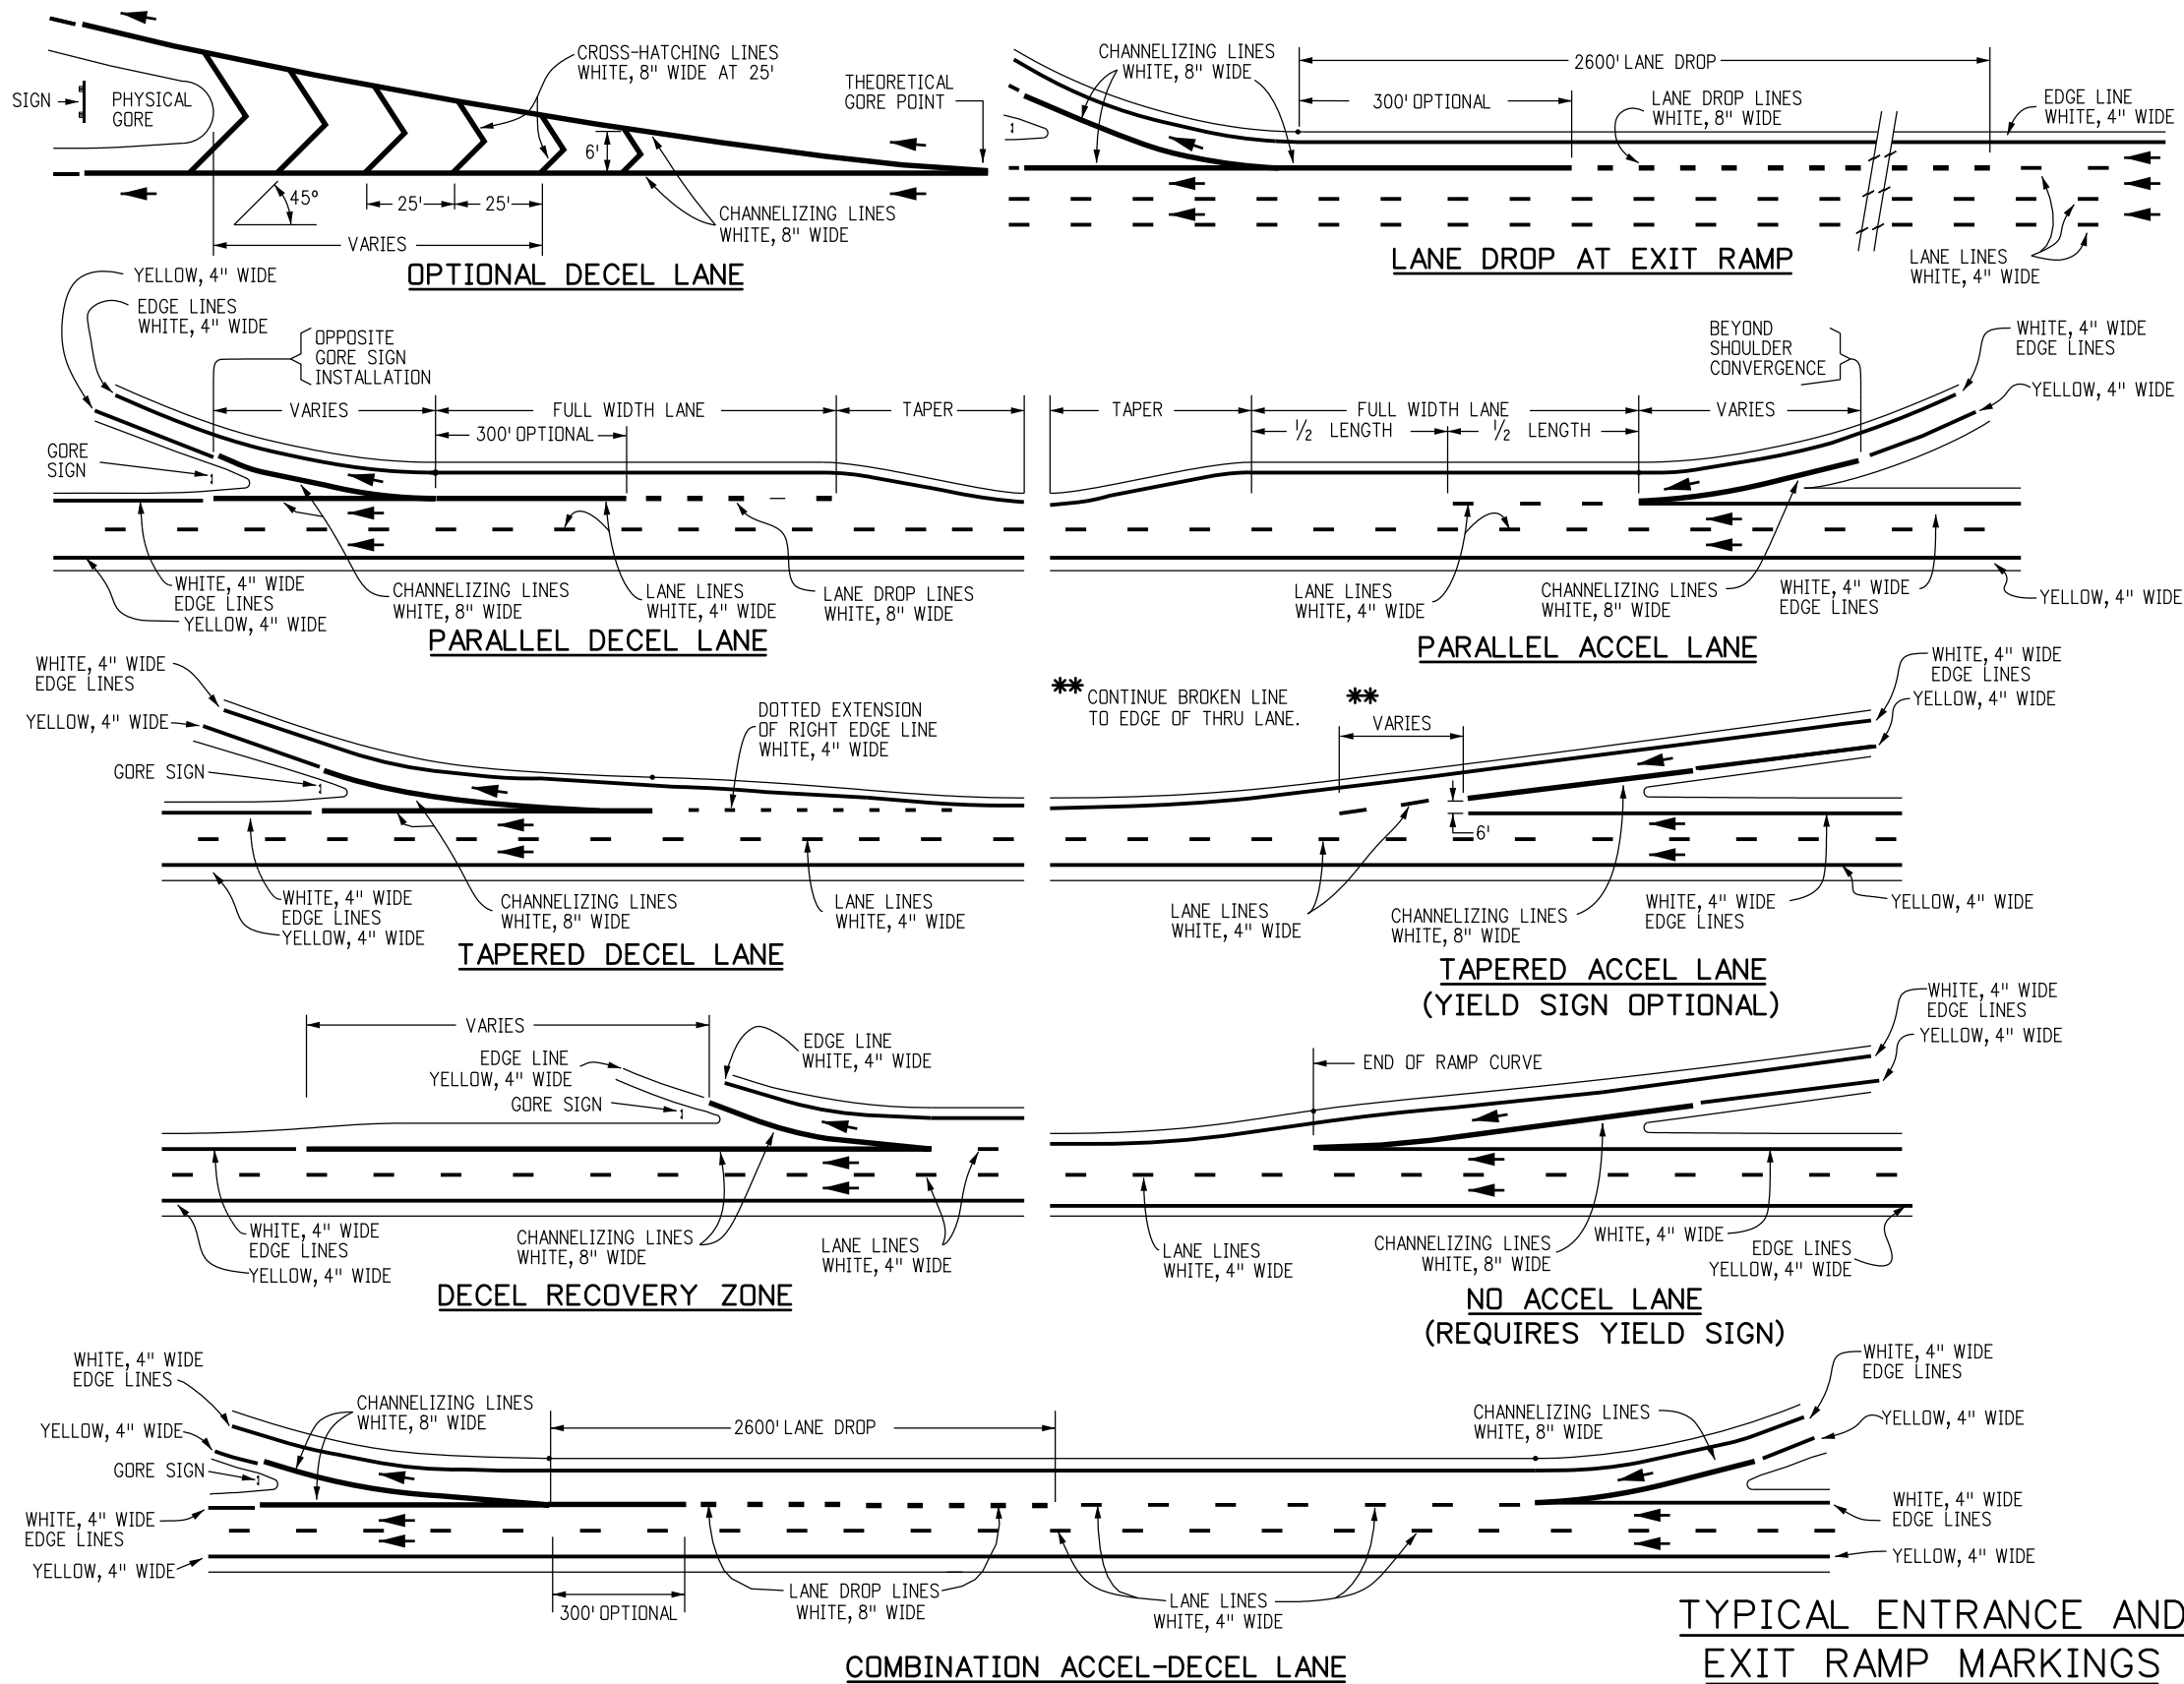 CROSS-HATCHING LINES
WHITE, 8" WIDE AT 25'
SIGN
PHYSICAL
GORE
THEORETICAL
GORE POINT
6'
45°
25'
25'
CHANNELIZING LINES
WHITE, 8" WIDE
VARIES
OPTIONAL DECEL LANE
CHANNELIZING LINES
WHITE, 8" WIDE
2600' LANE DROP
300' OPTIONAL
LANE DROP LINES
WHITE, 8" WIDE
EDGE LINE
WHITE, 4" WIDE
LANE LINES
WHITE, 4" WIDE
LANE DROP AT EXIT RAMP
YELLOW, 4" WIDE
EDGE LINES
WHITE, 4" WIDE
OPPOSITE
GORE SIGN
INSTALLATION
VARIES
FULL WIDTH LANE
TAPER
300' OPTIONAL
GORE
SIGN
WHITE, 4" WIDE
EDGE LINES
YELLOW, 4" WIDE
CHANNELIZING LINES
WHITE, 8" WIDE
LANE LINES
WHITE, 4" WIDE
LANE DROP LINES
WHITE, 8" WIDE
PARALLEL DECEL LANE
BEYOND
SHOULDER
CONVERGENCE
WHITE, 4" WIDE
EDGE LINES
YELLOW, 4" WIDE
TAPER
FULL WIDTH LANE
VARIES
1/2 LENGTH
1/2 LENGTH
LANE LINES
WHITE, 4" WIDE
CHANNELIZING LINES
WHITE, 8" WIDE
WHITE, 4" WIDE
EDGE LINES
YELLOW, 4" WIDE
PARALLEL ACCEL LANE
WHITE, 4" WIDE
EDGE LINES
YELLOW, 4" WIDE
GORE SIGN
DOTTED EXTENSION
OF RIGHT EDGE LINE
WHITE, 4" WIDE
WHITE, 4" WIDE
EDGE LINES
YELLOW, 4" WIDE
CHANNELIZING LINES
WHITE, 8" WIDE
LANE LINES
WHITE, 4" WIDE
TAPERED DECEL LANE
** CONTINUE BROKEN LINE
TO EDGE OF THRU LANE.
**
VARIES
WHITE, 4" WIDE
EDGE LINES
YELLOW, 4" WIDE
6'
LANE LINES
WHITE, 4" WIDE
CHANNELIZING LINES
WHITE, 8" WIDE
WHITE, 4" WIDE
EDGE LINES
YELLOW, 4" WIDE
TAPERED ACCEL LANE
(YIELD SIGN OPTIONAL)
VARIES
EDGE LINE
YELLOW, 4" WIDE
GORE SIGN
EDGE LINE
WHITE, 4" WIDE
WHITE, 4" WIDE
EDGE LINES
YELLOW, 4" WIDE
CHANNELIZING LINES
WHITE, 8" WIDE
LANE LINES
WHITE, 4" WIDE
DECEL RECOVERY ZONE
END OF RAMP CURVE
WHITE, 4" WIDE
EDGE LINES
YELLOW, 4" WIDE
LANE LINES
WHITE, 4" WIDE
CHANNELIZING LINES
WHITE, 8" WIDE
WHITE, 4" WIDE
EDGE LINES
YELLOW, 4" WIDE
NO ACCEL LANE
(REQUIRES YIELD SIGN)
WHITE, 4" WIDE
EDGE LINES
YELLOW, 4" WIDE
GORE SIGN
WHITE, 4" WIDE
EDGE LINES
YELLOW, 4" WIDE
CHANNELIZING LINES
WHITE, 8" WIDE
2600' LANE DROP
300' OPTIONAL
LANE DROP LINES
WHITE, 8" WIDE
LANE LINES
WHITE, 4" WIDE
CHANNELIZING LINES
WHITE, 8" WIDE
WHITE, 4" WIDE
EDGE LINES
YELLOW, 4" WIDE
WHITE, 4" WIDE
EDGE LINES
YELLOW, 4" WIDE
COMBINATION ACCEL-DECEL LANE
TYPICAL ENTRANCE AND
EXIT RAMP MARKINGS